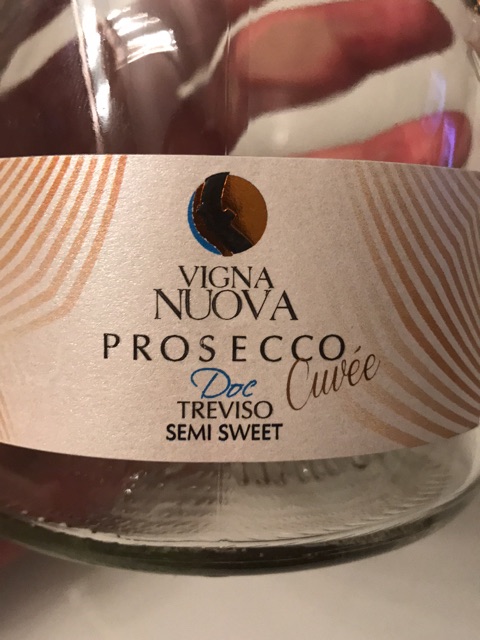 VIGNA
NUOVA
PROSECCO
Cuvée
Doc
TREVISO
SEMI SWEET